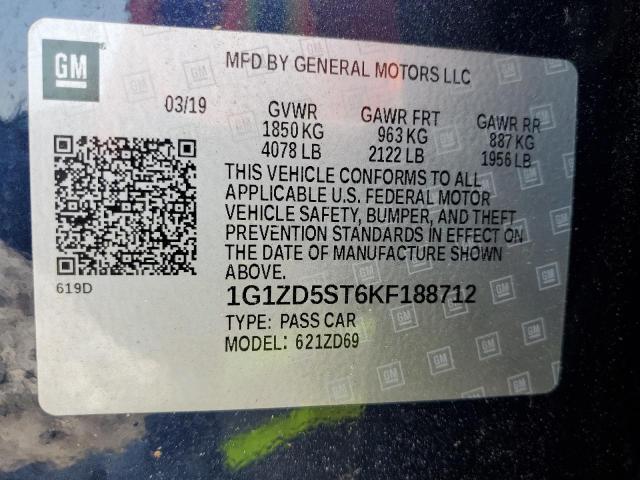 GM
MFD BY GENERAL MOTORS LLC
03/19
GVWR GAWR FRT GAWR RR
1850 KG 963 KG 887 KG
4078 LB 2122 LB 1956 LB
THIS VEHICLE CONFORMS TO ALL
APPLICABLE U.S. FEDERAL MOTOR
VEHICLE SAFETY, BUMPER, AND THEFT
PREVENTION STANDARDS IN EFFECT ON
THE DATE OF MANUFACTURE SHOWN
ABOVE.
619D
1G1ZD5ST6KF188712
TYPE: PASS CAR
MODEL: 621ZD69